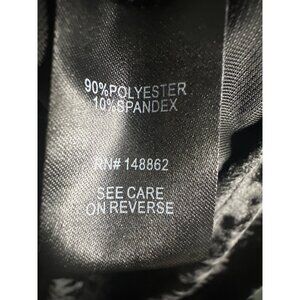 90%POLYESTER
10%SPANDEX
RN# 148862
SEE CARE
ON REVERSE